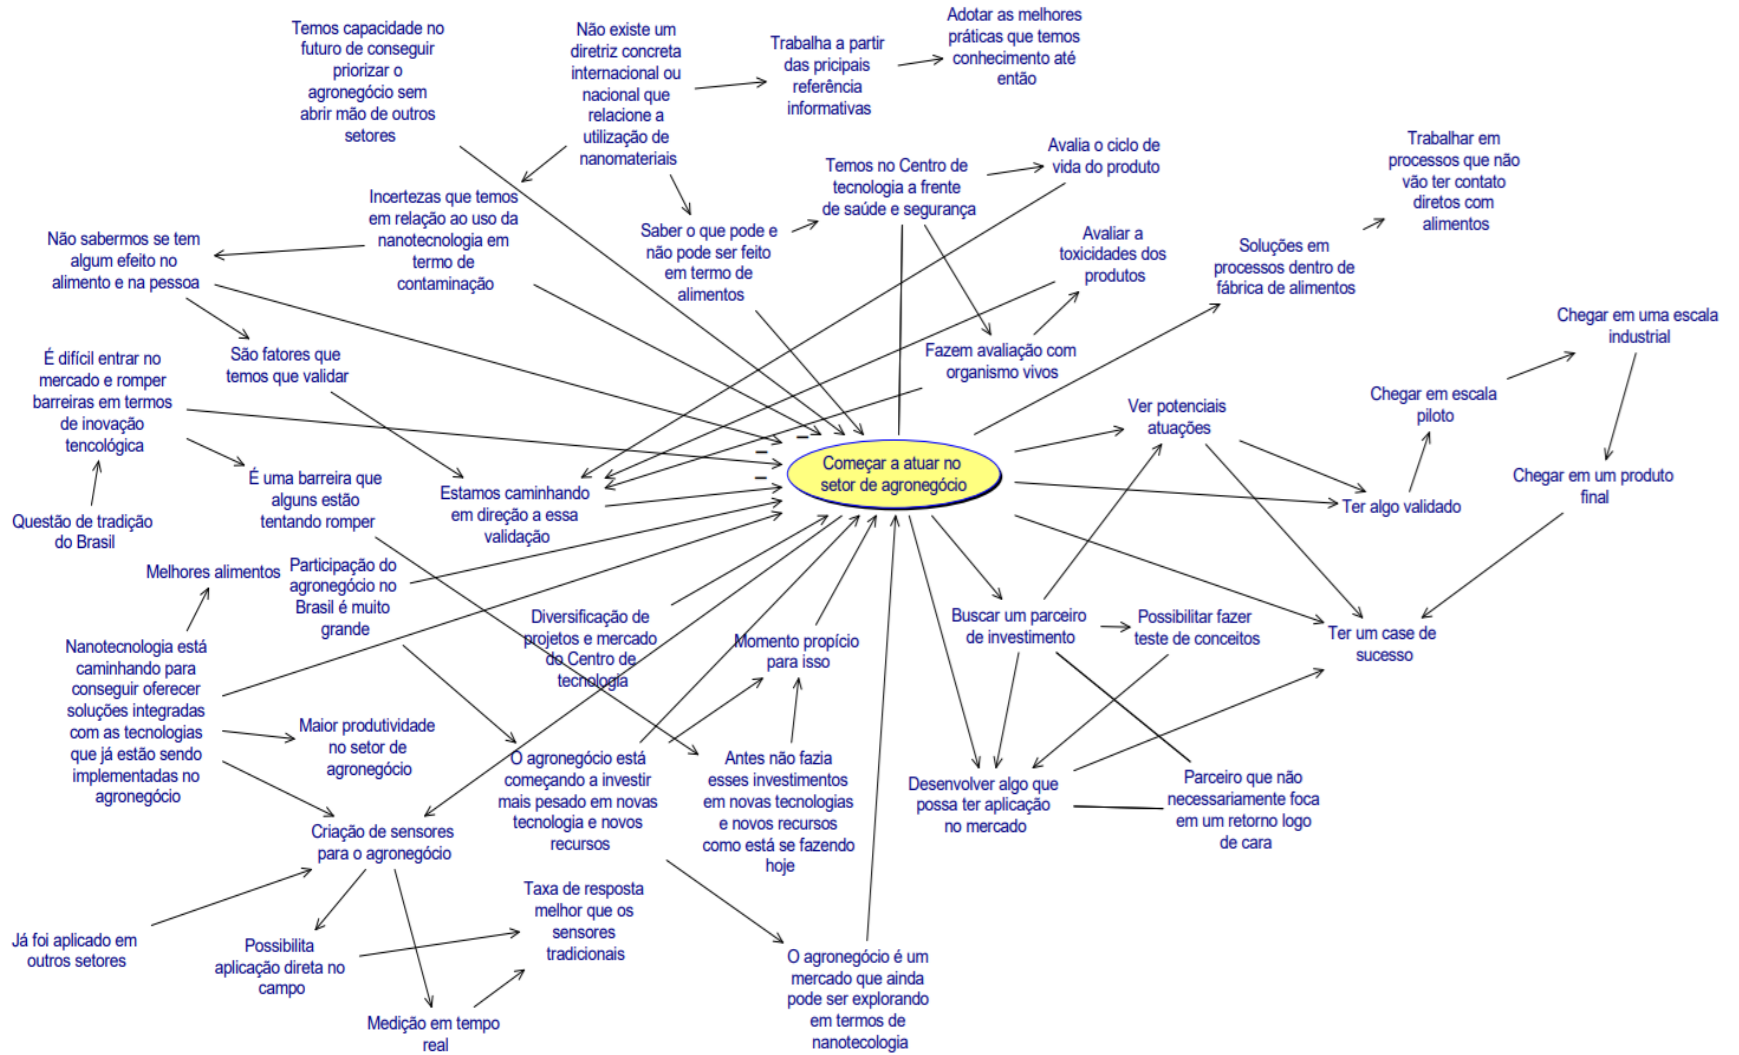 Temos capacidade no
futuro de conseguir
priorizar o
agronegócio sem
abrir mão de outros
setores
Não existe um
diretriz concreta
internacional ou
nacional que
relacione a
utilização de
nanomateriais
Trabalha a partir
das pricipais
referência
informativas
Adotar as melhores
práticas que temos
conhecimento até
então
Incertezas que temos
em relação ao uso da
nanotecnologia em
termo de
contaminação
Saber o que pode e
não pode ser feito
em termo de
alimentos
Temos no Centro de
tecnologia a frente
de saúde e segurança
Avalia o ciclo de
vida do produto
Trabalhar em
processos que não
vão ter contato
diretos com
alimentos
Não sabermos se tem
algum efeito no
alimento e na pessoa
Avaliar a
toxicidades dos
produtos
Soluções em
processos dentro de
fábrica de alimentos
São fatores que
temos que validar
Fazem avaliação com
organismo vivos
Chegar em uma escala
industrial
É difícil entrar no
mercado e romper
barreiras em termos
de inovação
tencológica
Chegar em escala
piloto
Ver potenciais
atuações
É uma barreira que
alguns estão
tentando romper
Estamos caminhando
em direção a essa
validação
Começar a atuar no
setor de agronegócio
Ter algo validado
Chegar em um produto
final
Questão de tradição
do Brasil
Melhores alimentos
Participação do
agronegócio no
Brasil é muito
grande
Diversificação de
projetos e mercado
do Centro de
tecnologia
Momento propício
para isso
Buscar um parceiro
de investimento
Possibilitar fazer
teste de conceitos
Ter um case de
sucesso
Nanotecnologia está
caminhando para
conseguir oferecer
soluções integradas
com as tecnologias
que já estão sendo
implementadas no
agronegócio
Maior produtividade
no setor de
agronegócio
O agronegócio está
começando a investir
mais pesado em novas
tecnologia e novos
recursos
Antes não fazia
esses investimentos
em novas tecnologias
e novos recursos
como está se fazendo
hoje
Desenvolver algo que
possa ter aplicação
no mercado
Parceiro que não
necessariamente foca
em um retorno logo
de cara
Criação de sensores
para o agronegócio
Taxa de resposta
melhor que os
sensores
tradicionais
Já foi aplicado em
outros setores
Possibilita
aplicação direta no
campo
O agronegócio é um
mercado que ainda
pode ser explorando
em termos de
nanotecologia
Medição em tempo
real